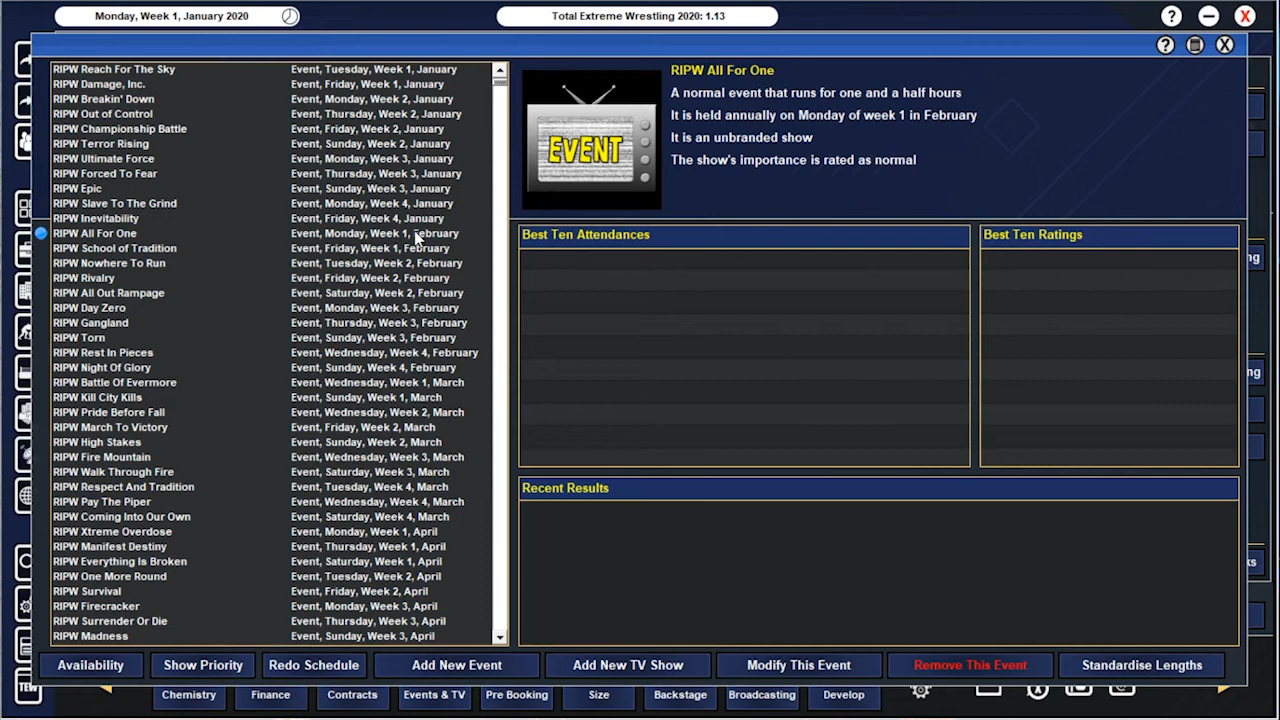 Monday, Week 1, January 2020
Total Extreme Wrestling 2020: 1.13
? X
? X
RIPW Reach For The Sky Event, Tuesday, Week 1, January
RIPW Damage, Inc. Event, Friday, Week 1, January
RIPW Breakin' Down Event, Monday, Week 2, January
RIPW Out of Control Event, Thursday, Week 2, January
RIPW Championship Battle Event, Friday, Week 2, January
RIPW Terror Rising Event, Sunday, Week 2, January
RIPW Ultimate Force Event, Monday, Week 3, January
RIPW Forced To Fear Event, Wednesday, Week 3, January
RIPW Epic Event, Sunday, Week 3, January
RIPW Slave To The Grind Event, Monday, Week 4, January
RIPW Inevitability Event, Friday, Week 4, January
RIPW All For One Event, Monday, Week 1, February
RIPW School of Tradition Event, Friday, Week 1, February
RIPW Nowhere To Run Event, Tuesday, Week 2, February
RIPW Rivalry Event, Friday, Week 2, February
RIPW All Out Rampage Event, Saturday, Week 2, February
RIPW Day Zero Event, Monday, Week 3, February
RIPW Gangland Event, Thursday, Week 3, February
RIPW Torn Event, Sunday, Week 3, February
RIPW Rest In Pieces Event, Wednesday, Week 4, February
RIPW Night Of Glory Event, Sunday, Week 4, February
RIPW Battle Of Evermore Event, Wednesday, Week 1, March
RIPW Kill City Kills Event, Sunday, Week 1, March
RIPW Pride Before Fall Event, Wednesday, Week 2, March
RIPW March To Victory Event, Friday, Week 2, March
RIPW High Stakes Event, Sunday, Week 2, March
RIPW Fire Mountain Event, Wednesday, Week 3, March
RIPW Walk Through Fire Event, Saturday, Week 3, March
RIPW Respect And Tradition Event, Tuesday, Week 4, March
RIPW Pay The Piper Event, Wednesday, Week 4, March
RIPW Coming Into Our Own Event, Saturday, Week 4, March
RIPW Xtreme Overdose Event, Monday, Week 1, April
RIPW Manifest Destiny Event, Thursday, Week 1, April
RIPW Everything Is Broken Event, Saturday, Week 1, April
RIPW One More Round Event, Tuesday, Week 2, April
RIPW Survival Event, Friday, Week 2, April
RIPW Firecracker Event, Monday, Week 3, April
RIPW Surrender Or Die Event, Thursday, Week 3, April
RIPW Madness Event, Sunday, Week 3, April
EVENT
RIPW All For One
A normal event that runs for one and a half hours
It is held annually on Monday of week 1 in February
It is an unbranded show
The show's importance is rated as normal
Best Ten Attendances
Best Ten Ratings
Recent Results
Availability
Show Priority
Redo Schedule
Add New Event
Add New TV Show
Modify This Event
Remove This Event
Standardise Lengths
TEW
Chemistry
Finance
Contracts
Events & TV
Pre Booking
Size
Backstage
Broadcasting
Develop